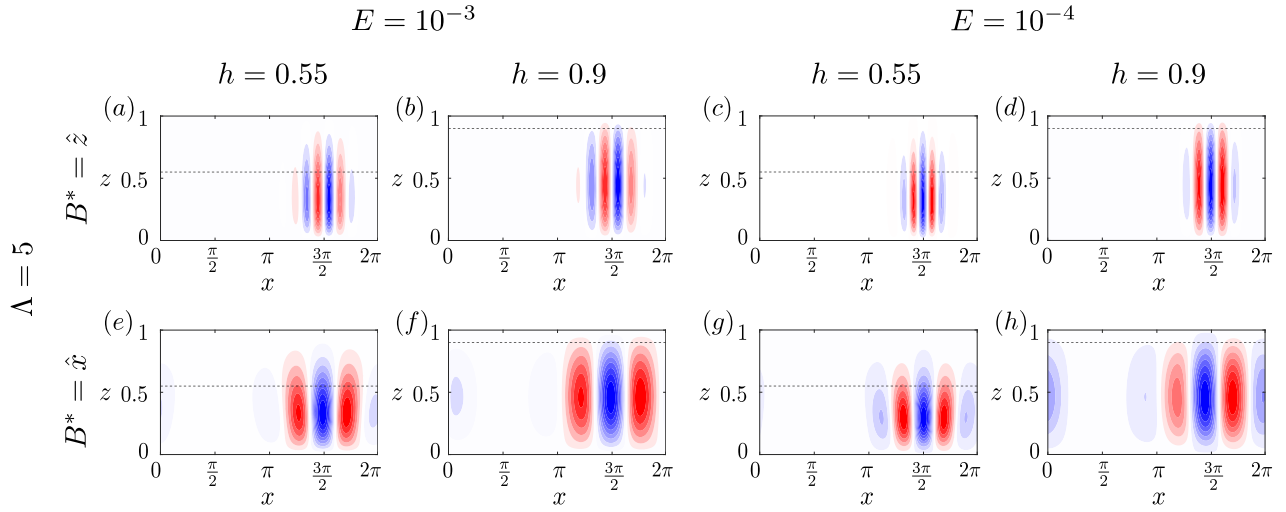 E = 10⁻³ E = 10⁻⁴
h = 0.55 h = 0.9 h = 0.55 h = 0.9
Λ = 5
B* = ẑ
(a) 1 (b) 1 (c) 1 (d) 1
z 0.5 z 0.5 z 0.5 z 0.5
0 0 0 0
0 π/2 π 3π/2 2π 0 π/2 π 3π/2 2π 0 π/2 π 3π/2 2π 0 π/2 π 3π/2 2π
x x x x
B* = x̂
(e) 1 (f) 1 (g) 1 (h) 1
z 0.5 z 0.5 z 0.5 z 0.5
0 0 0 0
0 π/2 π 3π/2 2π 0 π/2 π 3π/2 2π 0 π/2 π 3π/2 2π 0 π/2 π 3π/2 2π
x x x x